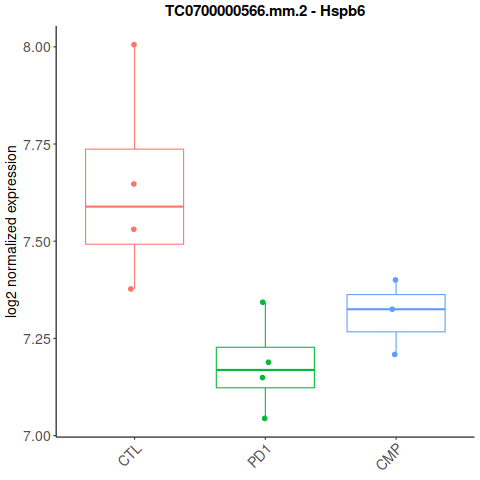 TC0700000566.mm.2 - Hspb6
log2 normalized expression
8.00
7.75
7.50
7.25
7.00
CTL
PD1
CMP